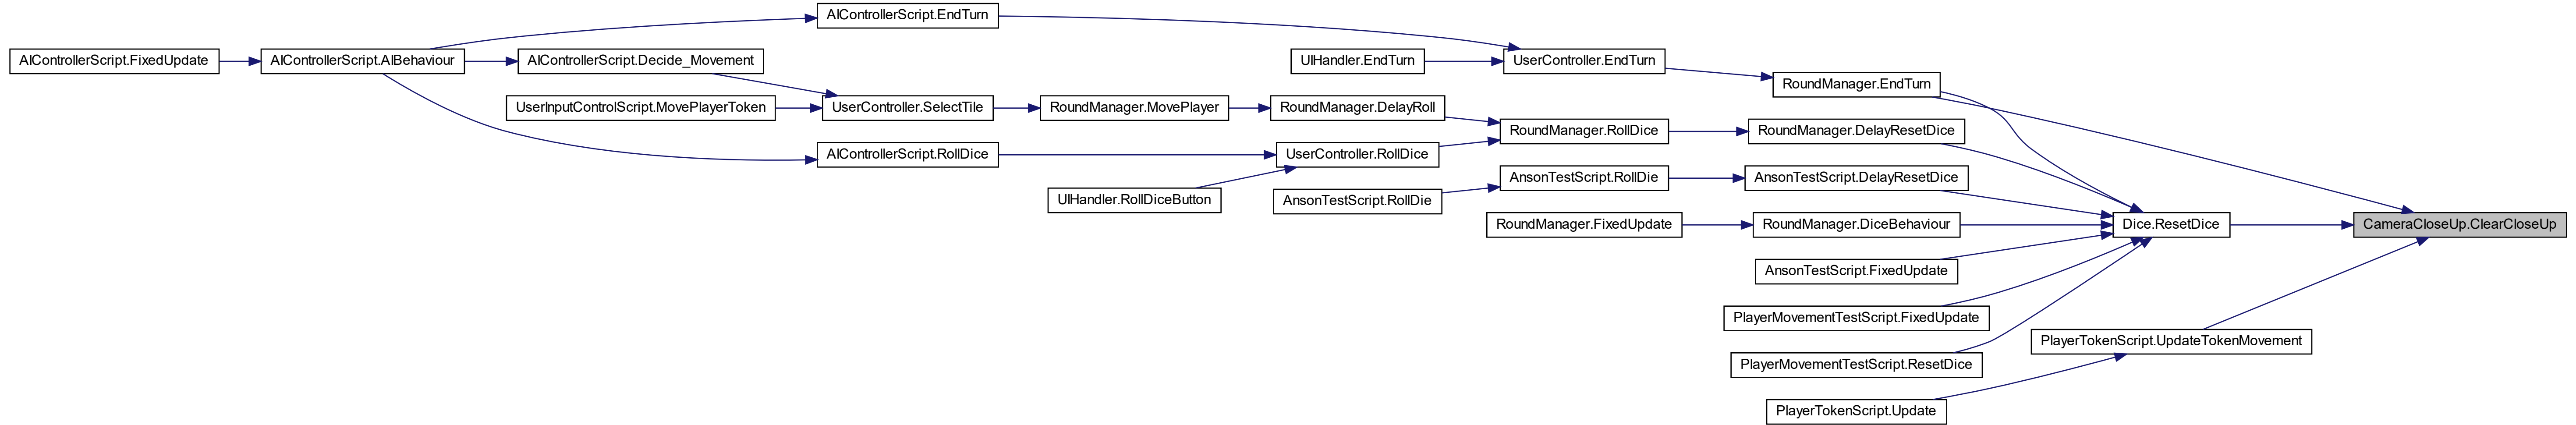 AIControllerScript.EndTurn
AIControllerScript.FixedUpdate
AIControllerScript.AIBehaviour
AIControllerScript.Decide_Movement
UIHandler.EndTurn
UserController.EndTurn
RoundManager.EndTurn
UserInputControlScript.MovePlayerToken
UserController.SelectTile
RoundManager.MovePlayer
RoundManager.DelayRoll
RoundManager.RollDice
RoundManager.DelayResetDice
AIControllerScript.RollDice
UserController.RollDice
UIHandler.RollDiceButton
AnsonTestScript.RollDie
AnsonTestScript.RollDie
AnsonTestScript.DelayResetDice
RoundManager.FixedUpdate
RoundManager.DiceBehaviour
Dice.ResetDice
CameraCloseUp.ClearCloseUp
AnsonTestScript.FixedUpdate
PlayerMovementTestScript.FixedUpdate
PlayerTokenScript.UpdateTokenMovement
PlayerMovementTestScript.ResetDice
PlayerTokenScript.Update